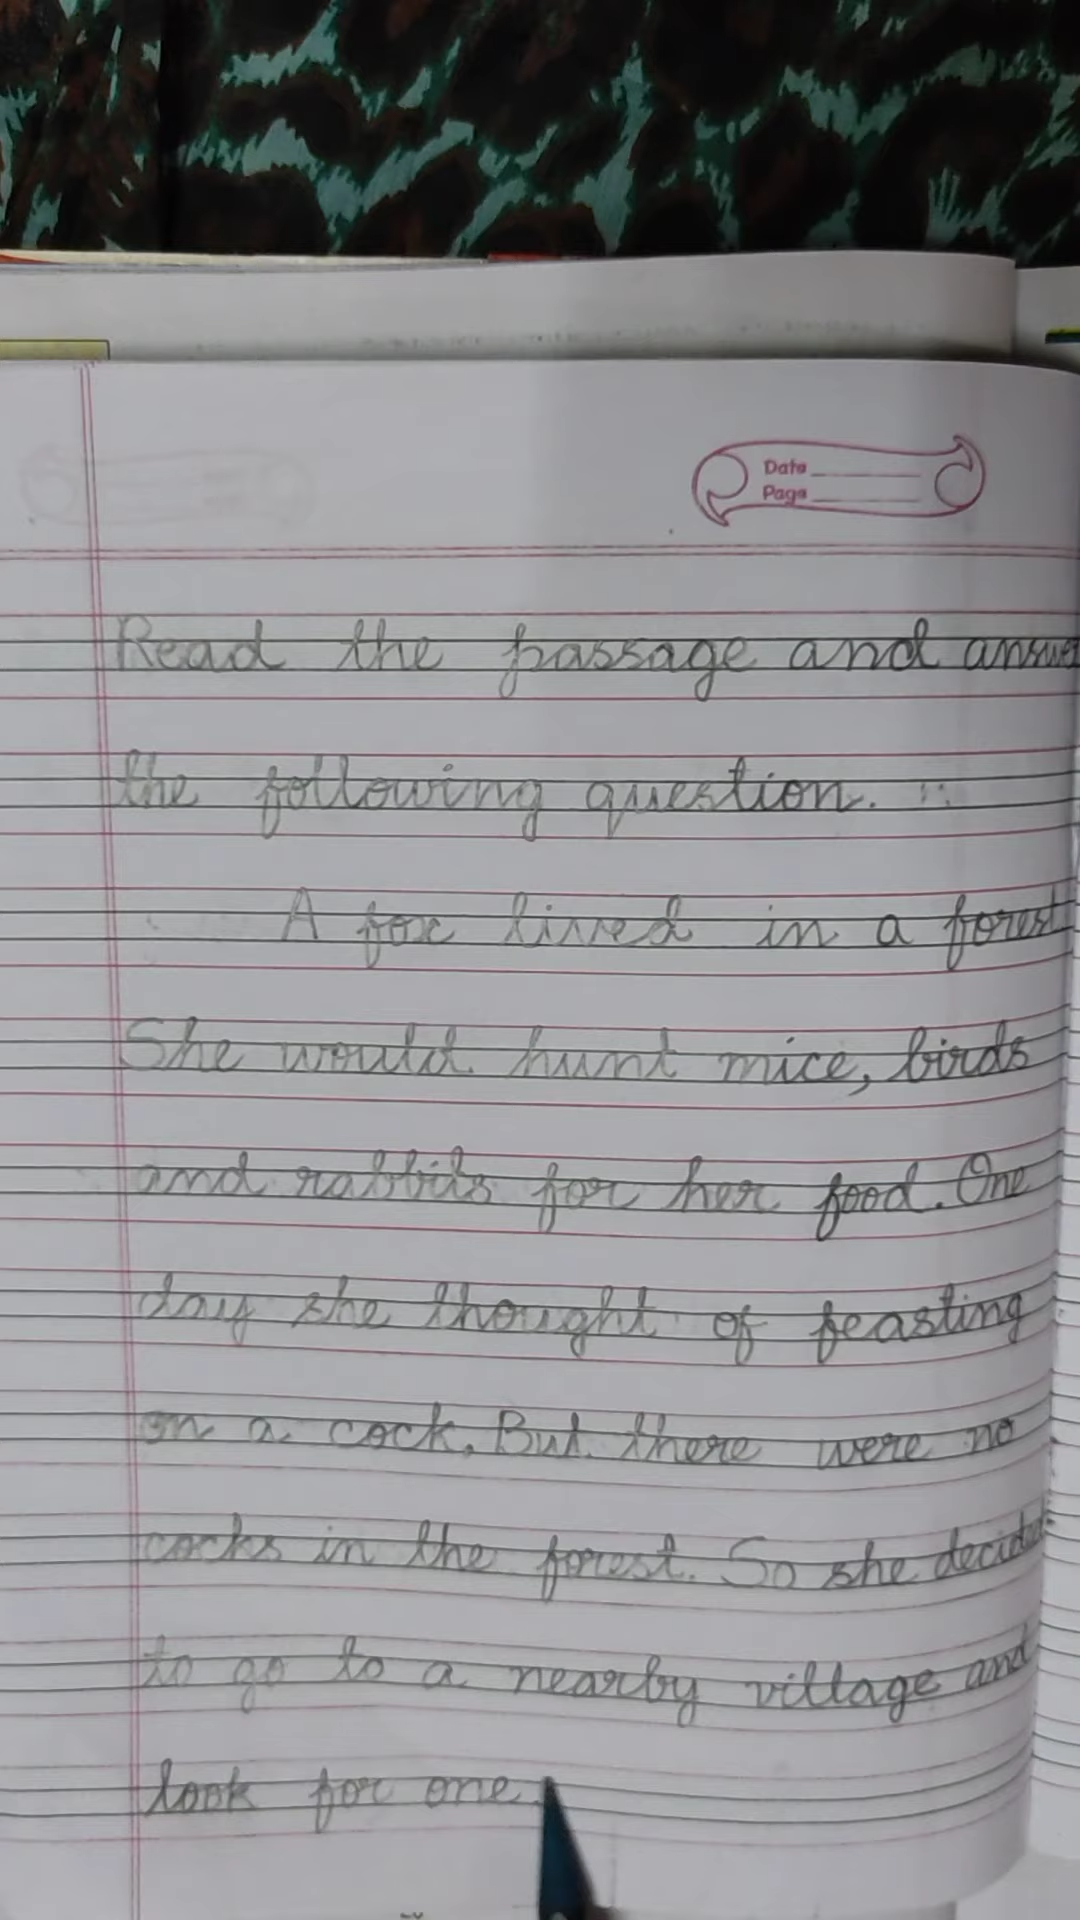 Date
Page
Read the passage and answer
the following question.
A fox lived in a forest
She would hunt mice, birds
and rabbits for her food. One
day she thought of feasting
on a cock. But there were no
cocks in the forest. So she decided
to go to a nearby village and
look for one.